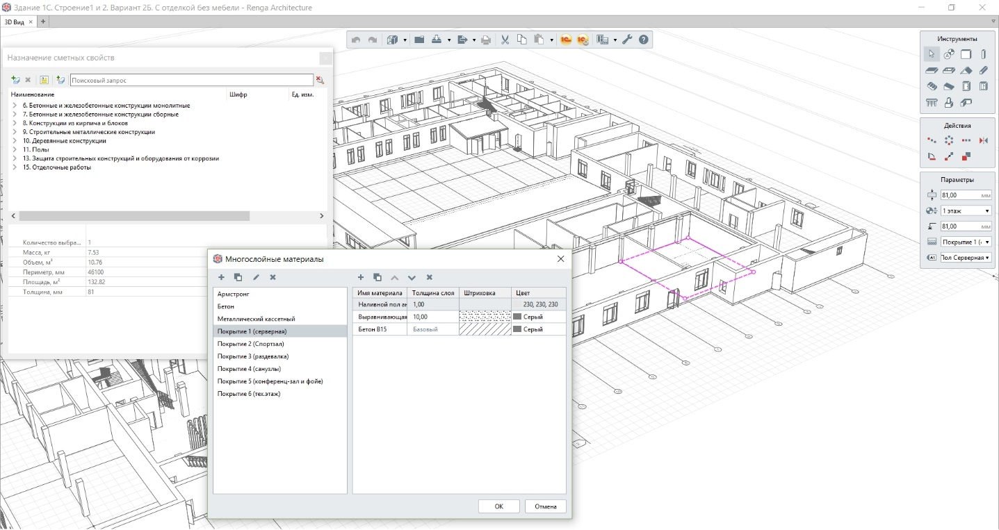 Здание 1С. Строение1 и 2. Вариант 2Б. С отделкой без мебели - Renga Architecture
3D Вид
Назначение сметных свойств
Поисковый запрос
Наименование Шифр Ед. изм.
6. Бетонные и железобетонные конструкции монолитные
7. Бетонные и железобетонные конструкции сборные
8. Конструкции из кирпича и блоков
9. Строительные металлические конструкции
10. Деревянные конструкции
11. Полы
13. Защита строительных конструкций и оборудования от коррозии
15. Отделочные работы
Количество выбра... 1
Масса, кг 7.53
Объем, м³ 10.76
Периметр, мм 46100
Площадь, м² 132.82
Толщина, мм 81
Многослойные материалы
Армстронг
Бетон
Металлический кассетный
Покрытие 1 (серверная)
Покрытие 2 (Спортзал)
Покрытие 3 (раздевалка)
Покрытие 4 (санузлы)
Покрытие 5 (конференц-зал и фойе)
Покрытие 6 (тех.этаж)
Имя материала Толщина слоя Штриховка Цвет
Наливной пол ан 1,00 230, 230, 230
Выравнивающая 10,00 Серый
Бетон B15 Базовый Серый
ОК Отмена
Инструменты
Действия
Параметры
81,00 мм
1 этаж
81,00 мм
Покрытие 1 (
A1 Пол Серверная